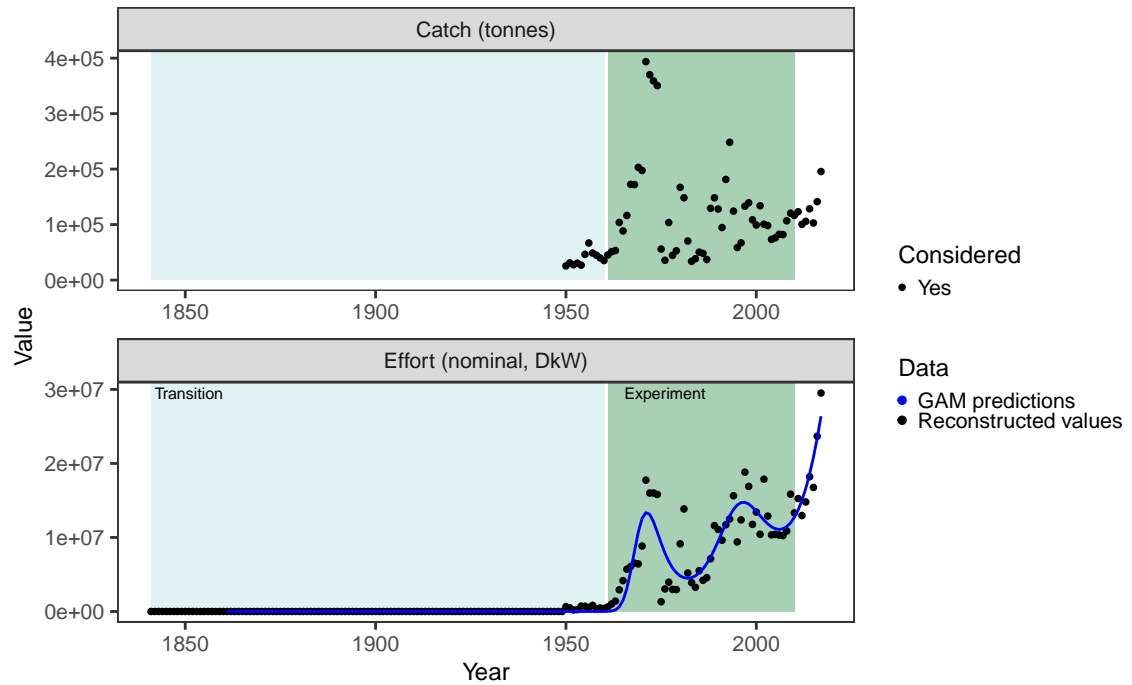 Catch (tonnes)
4e+05
3e+05
2e+05
1e+05
0e+00
1850 1900 1950 2000
Value
Effort (nominal, DkW)
Transition Experiment
3e+07
2e+07
1e+07
0e+00
1850 1900 1950 2000
Year
Considered
Yes
Data
GAM predictions
Reconstructed values